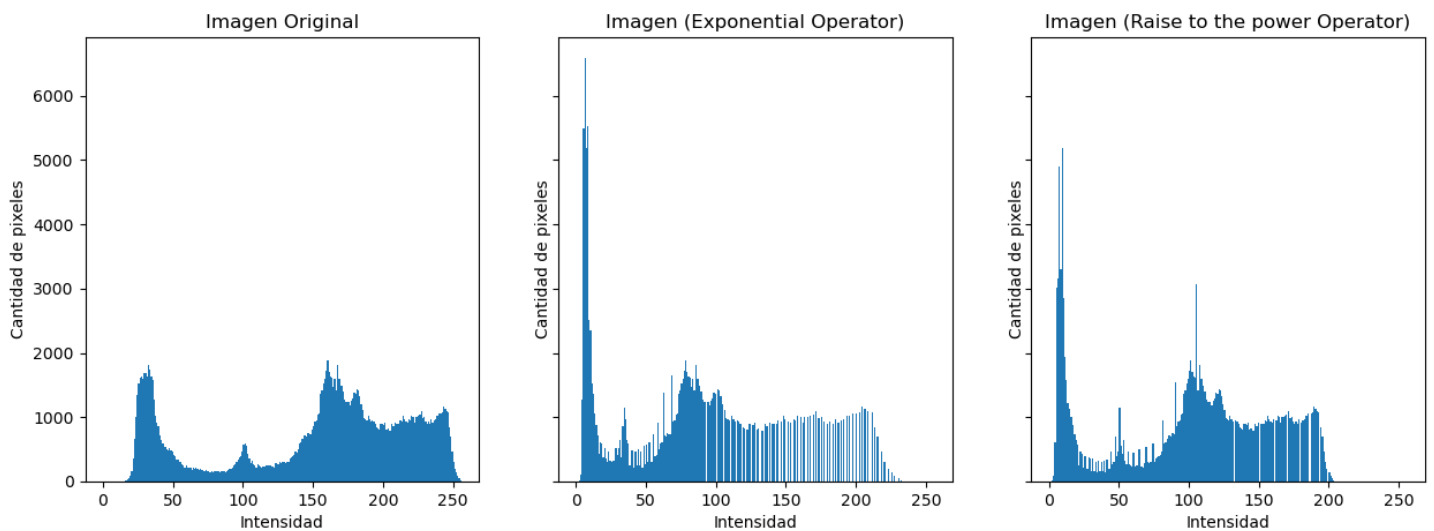 Imagen Original
Imagen (Exponential Operator)
Imagen (Raise to the power Operator)
Cantidad de pixeles
6000
5000
4000
3000
2000
1000
0
0 50 100 150 200 250
Intensidad
Cantidad de pixeles
0 50 100 150 200 250
Intensidad
Cantidad de pixeles
0 50 100 150 200 250
Intensidad